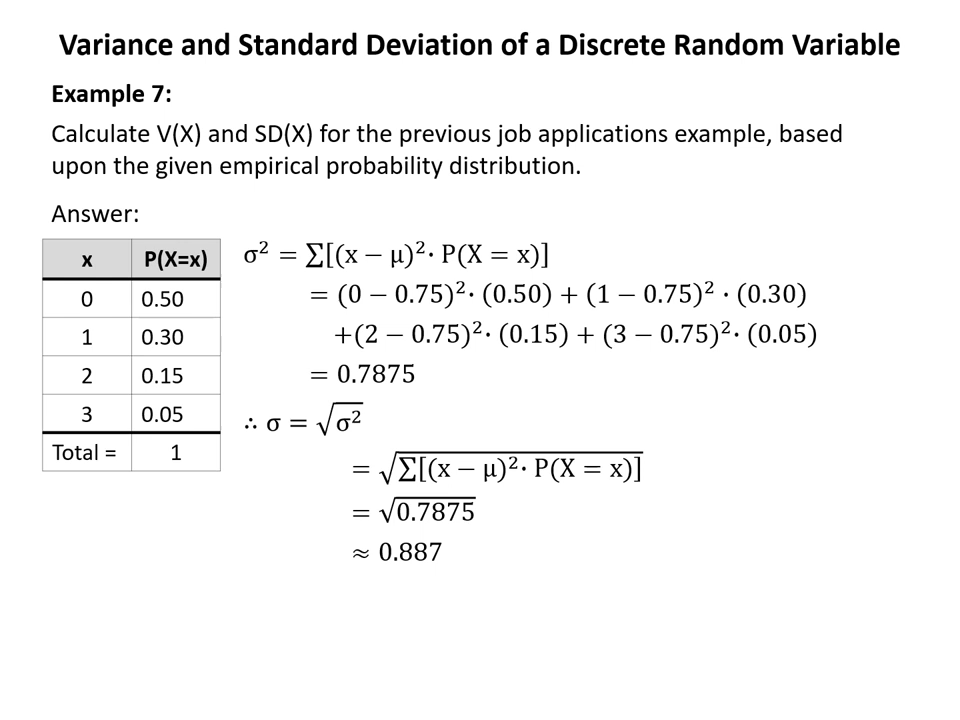 Variance and Standard Deviation of a Discrete Random Variable
Example 7:
Calculate V(X) and SD(X) for the previous job applications example, based
upon the given empirical probability distribution.
Answer:
x P(X=x)
0 0.50
1 0.30
2 0.15
3 0.05
Total = 1
σ² = ∑[(x − μ)²· P(X = x)]
= (0 − 0.75)²· (0.50) + (1 − 0.75)² · (0.30)
+(2 − 0.75)²· (0.15) + (3 − 0.75)²· (0.05)
= 0.7875
∴ σ = √σ²
= √∑[(x − μ)²· P(X = x)]
= √0.7875
≈ 0.887